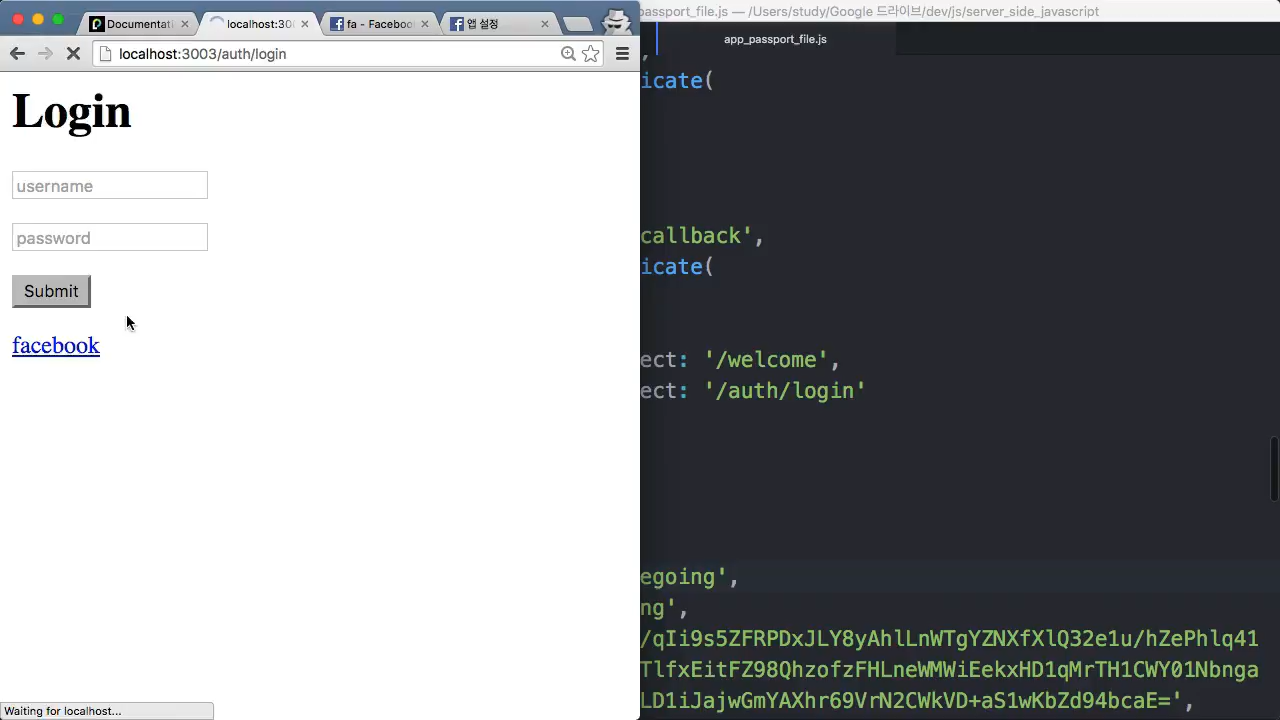 Documentati
localhost:300
fa - Facebook
앱 설정
localhost:3003/auth/login
Login
username
password
Submit
facebook
Waiting for localhost...
passport_file.js — /Users/study/Google 드라이브/dev/js/server_side_javascript
app_passport_file.js
,
icate(
callback',
icate(
ect: '/welcome',
ect: '/auth/login'
egoing',
ng',
/qIi9s5ZFRPDxJLY8yAhlLnWTgYZNXfXlQ32e1u/hZePhlq41
TlfxEitFZ98QhzofzFHLneWMWiEekxHD1qMrTH1CWY01Nbnga
LD1iJajwGmYAXhr69VrN2CWkVD+aS1wKbZd94bcaE=',